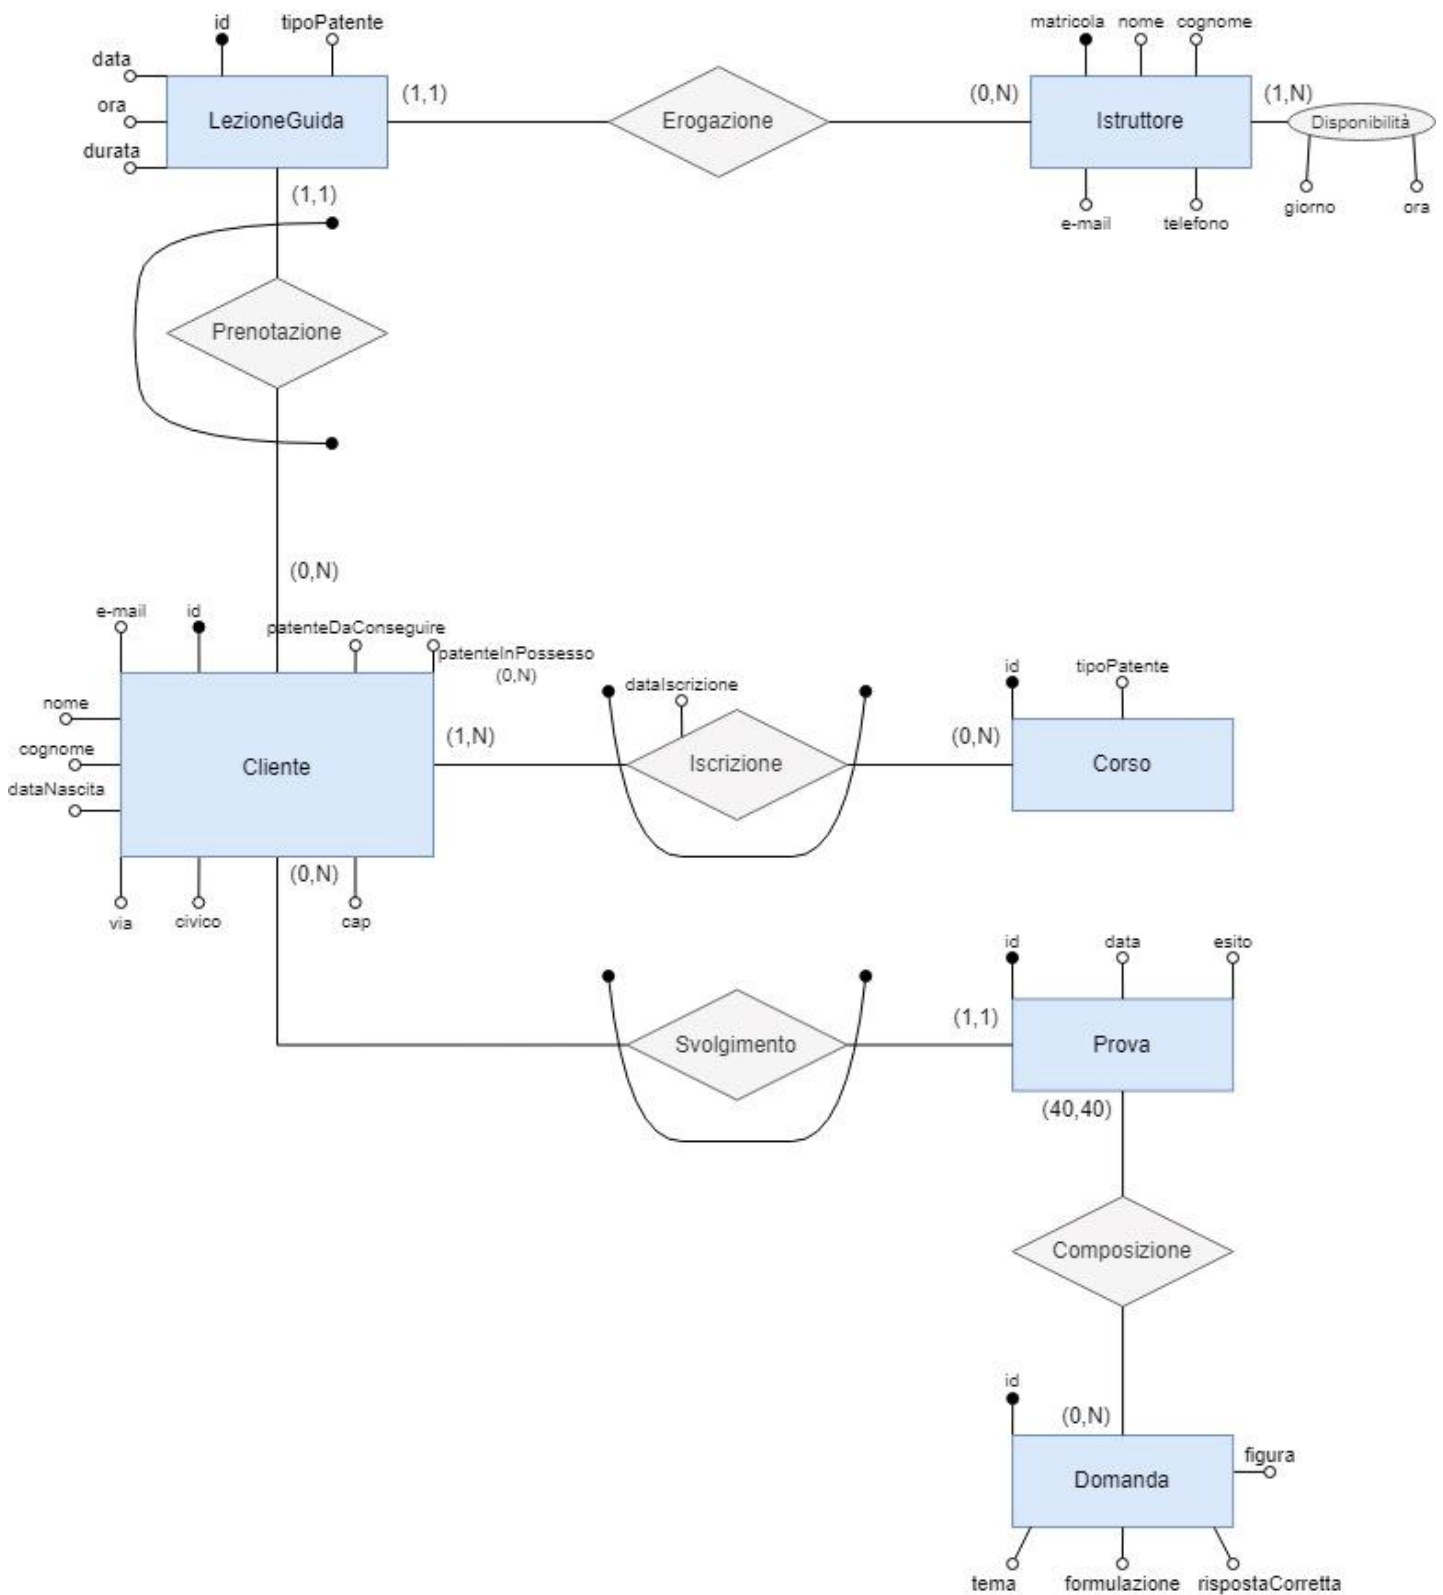 id
tipoPatente
matricola
nome
cognome
data
(1,1)
(0,N)
(1,N)
ora
LezioneGuida
Erogazione
Istruttore
Disponibilità
durata
(1,1)
e-mail
telefono
giorno
ora
Prenotazione
(0,N)
e-mail
id
patenteDaConseguire
patenteInPossesso
(0,N)
dataIscrizione
id
tipoPatente
nome
(1,N)
(0,N)
cognome
Cliente
Iscrizione
Corso
dataNascita
(0,N)
via
civico
cap
id
data
esito
(1,1)
Svolgimento
Prova
(40,40)
Composizione
id
(0,N)
figura
Domanda
tema
formulazione
rispostaCorretta